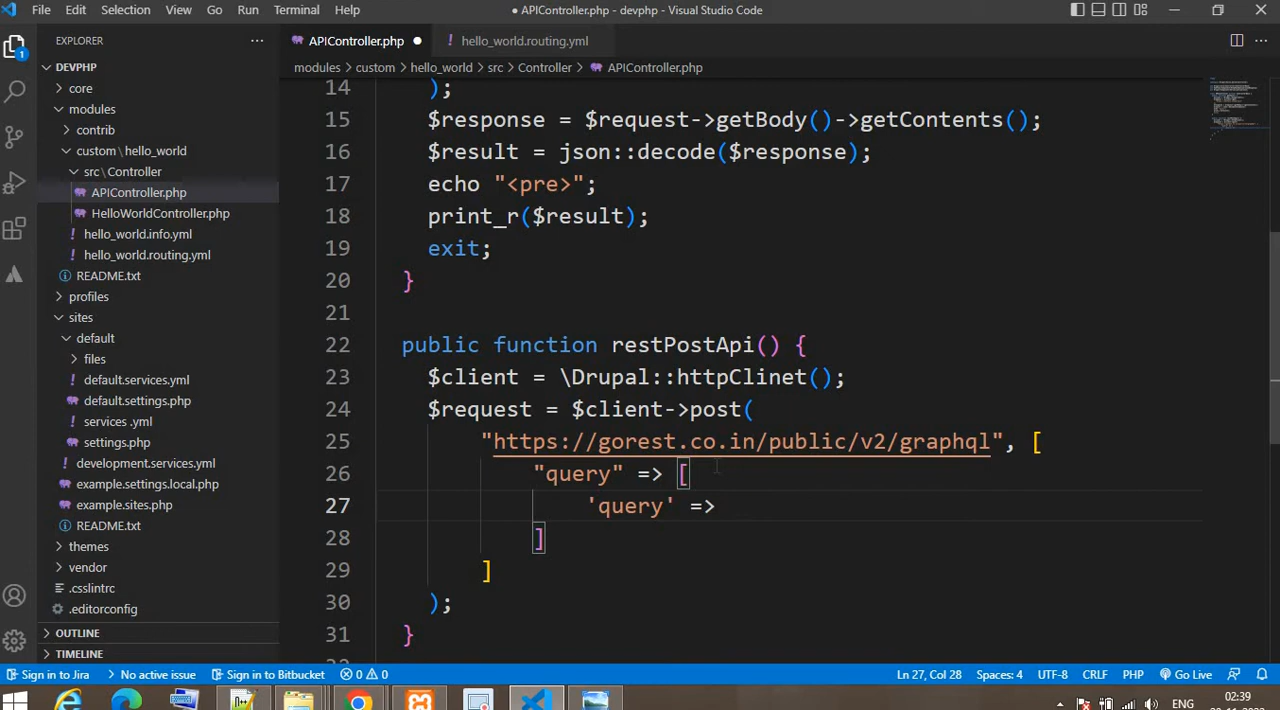 File Edit Selection View Go Run Terminal Help
● APIController.php - devphp - Visual Studio Code
EXPLORER
APIController.php ●
hello_world.routing.yml
DEVPHP
modules > custom > hello_world > src > Controller > APIController.php
core
modules
contrib
custom \ hello_world
src \ Controller
APIController.php
HelloWorldController.php
hello_world.info.yml
hello_world.routing.yml
README.txt
profiles
sites
default
files
default.services.yml
default.settings.php
services .yml
settings.php
development.services.yml
example.settings.local.php
example.sites.php
README.txt
themes
vendor
.csslintrc
.editorconfig
OUTLINE
TIMELINE
1
14 );
15 $response = $request->getBody()->getContents();
16 $result = json::decode($response);
17 echo "<pre>";
18 print_r($result);
19 exit;
20 }
21
22 public function restPostApi() {
23 $client = \Drupal::httpClinet();
24 $request = $client->post(
25 "https://gorest.co.in/public/v2/graphql", [
26 "query" => [
27 'query' =>
28 ]
29 ]
30 );
31 }
Sign in to Jira No active issue Sign in to Bitbucket 0 0
Ln 27, Col 28 Spaces: 4 UTF-8 CRLF PHP Go Live
ENG
02:39